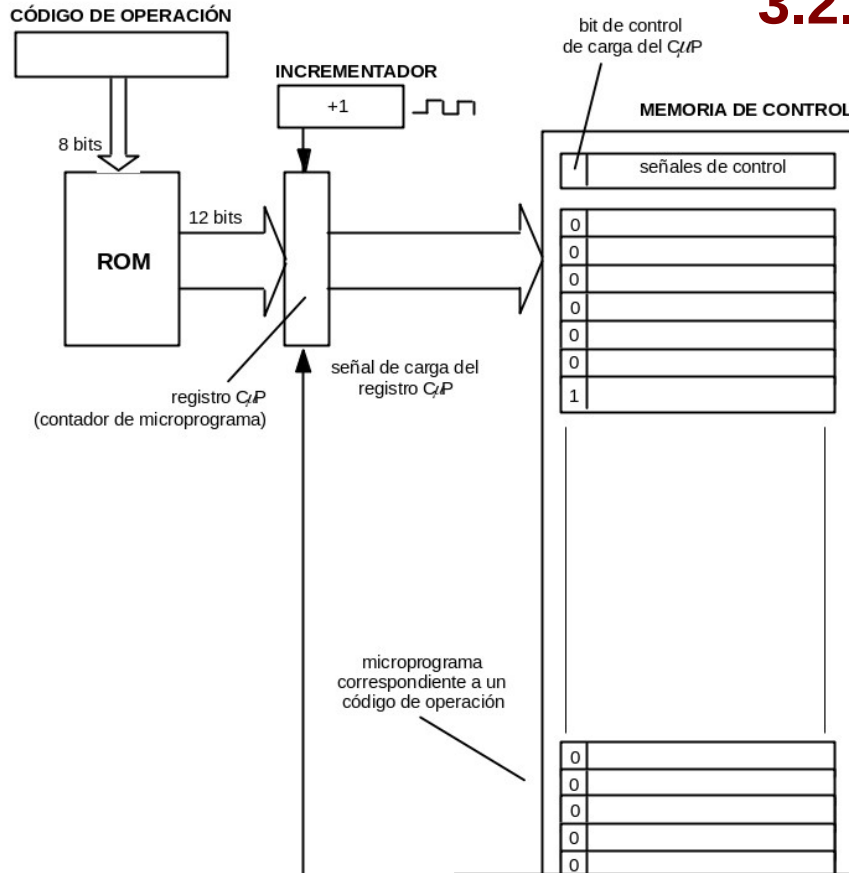 3.2.
CÓDIGO DE OPERACIÓN
bit de control
de carga del CμP
INCREMENTADOR
+1
MEMORIA DE CONTROL
8 bits
señales de control
ROM
12 bits
0
0
0
0
0
0
1
señal de carga del
registro CμP
registro CμP
(contador de microprograma)
microprograma
correspondiente a un
código de operación
0
0
0
0
0